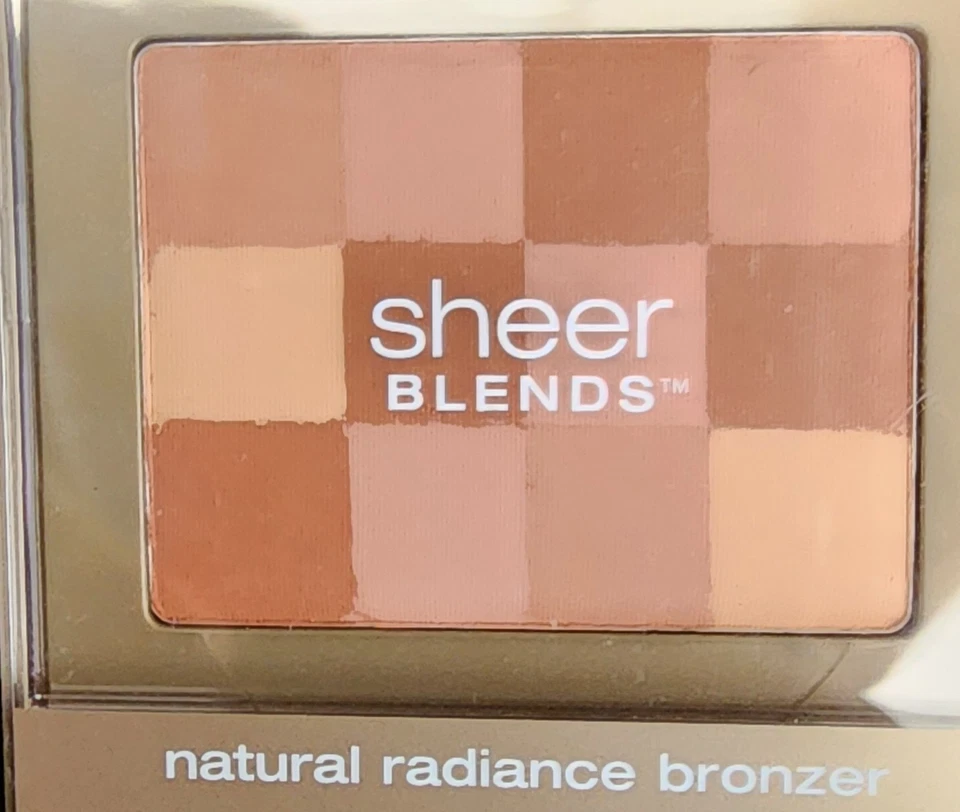 sheer
BLENDS™
natural radiance bronzer